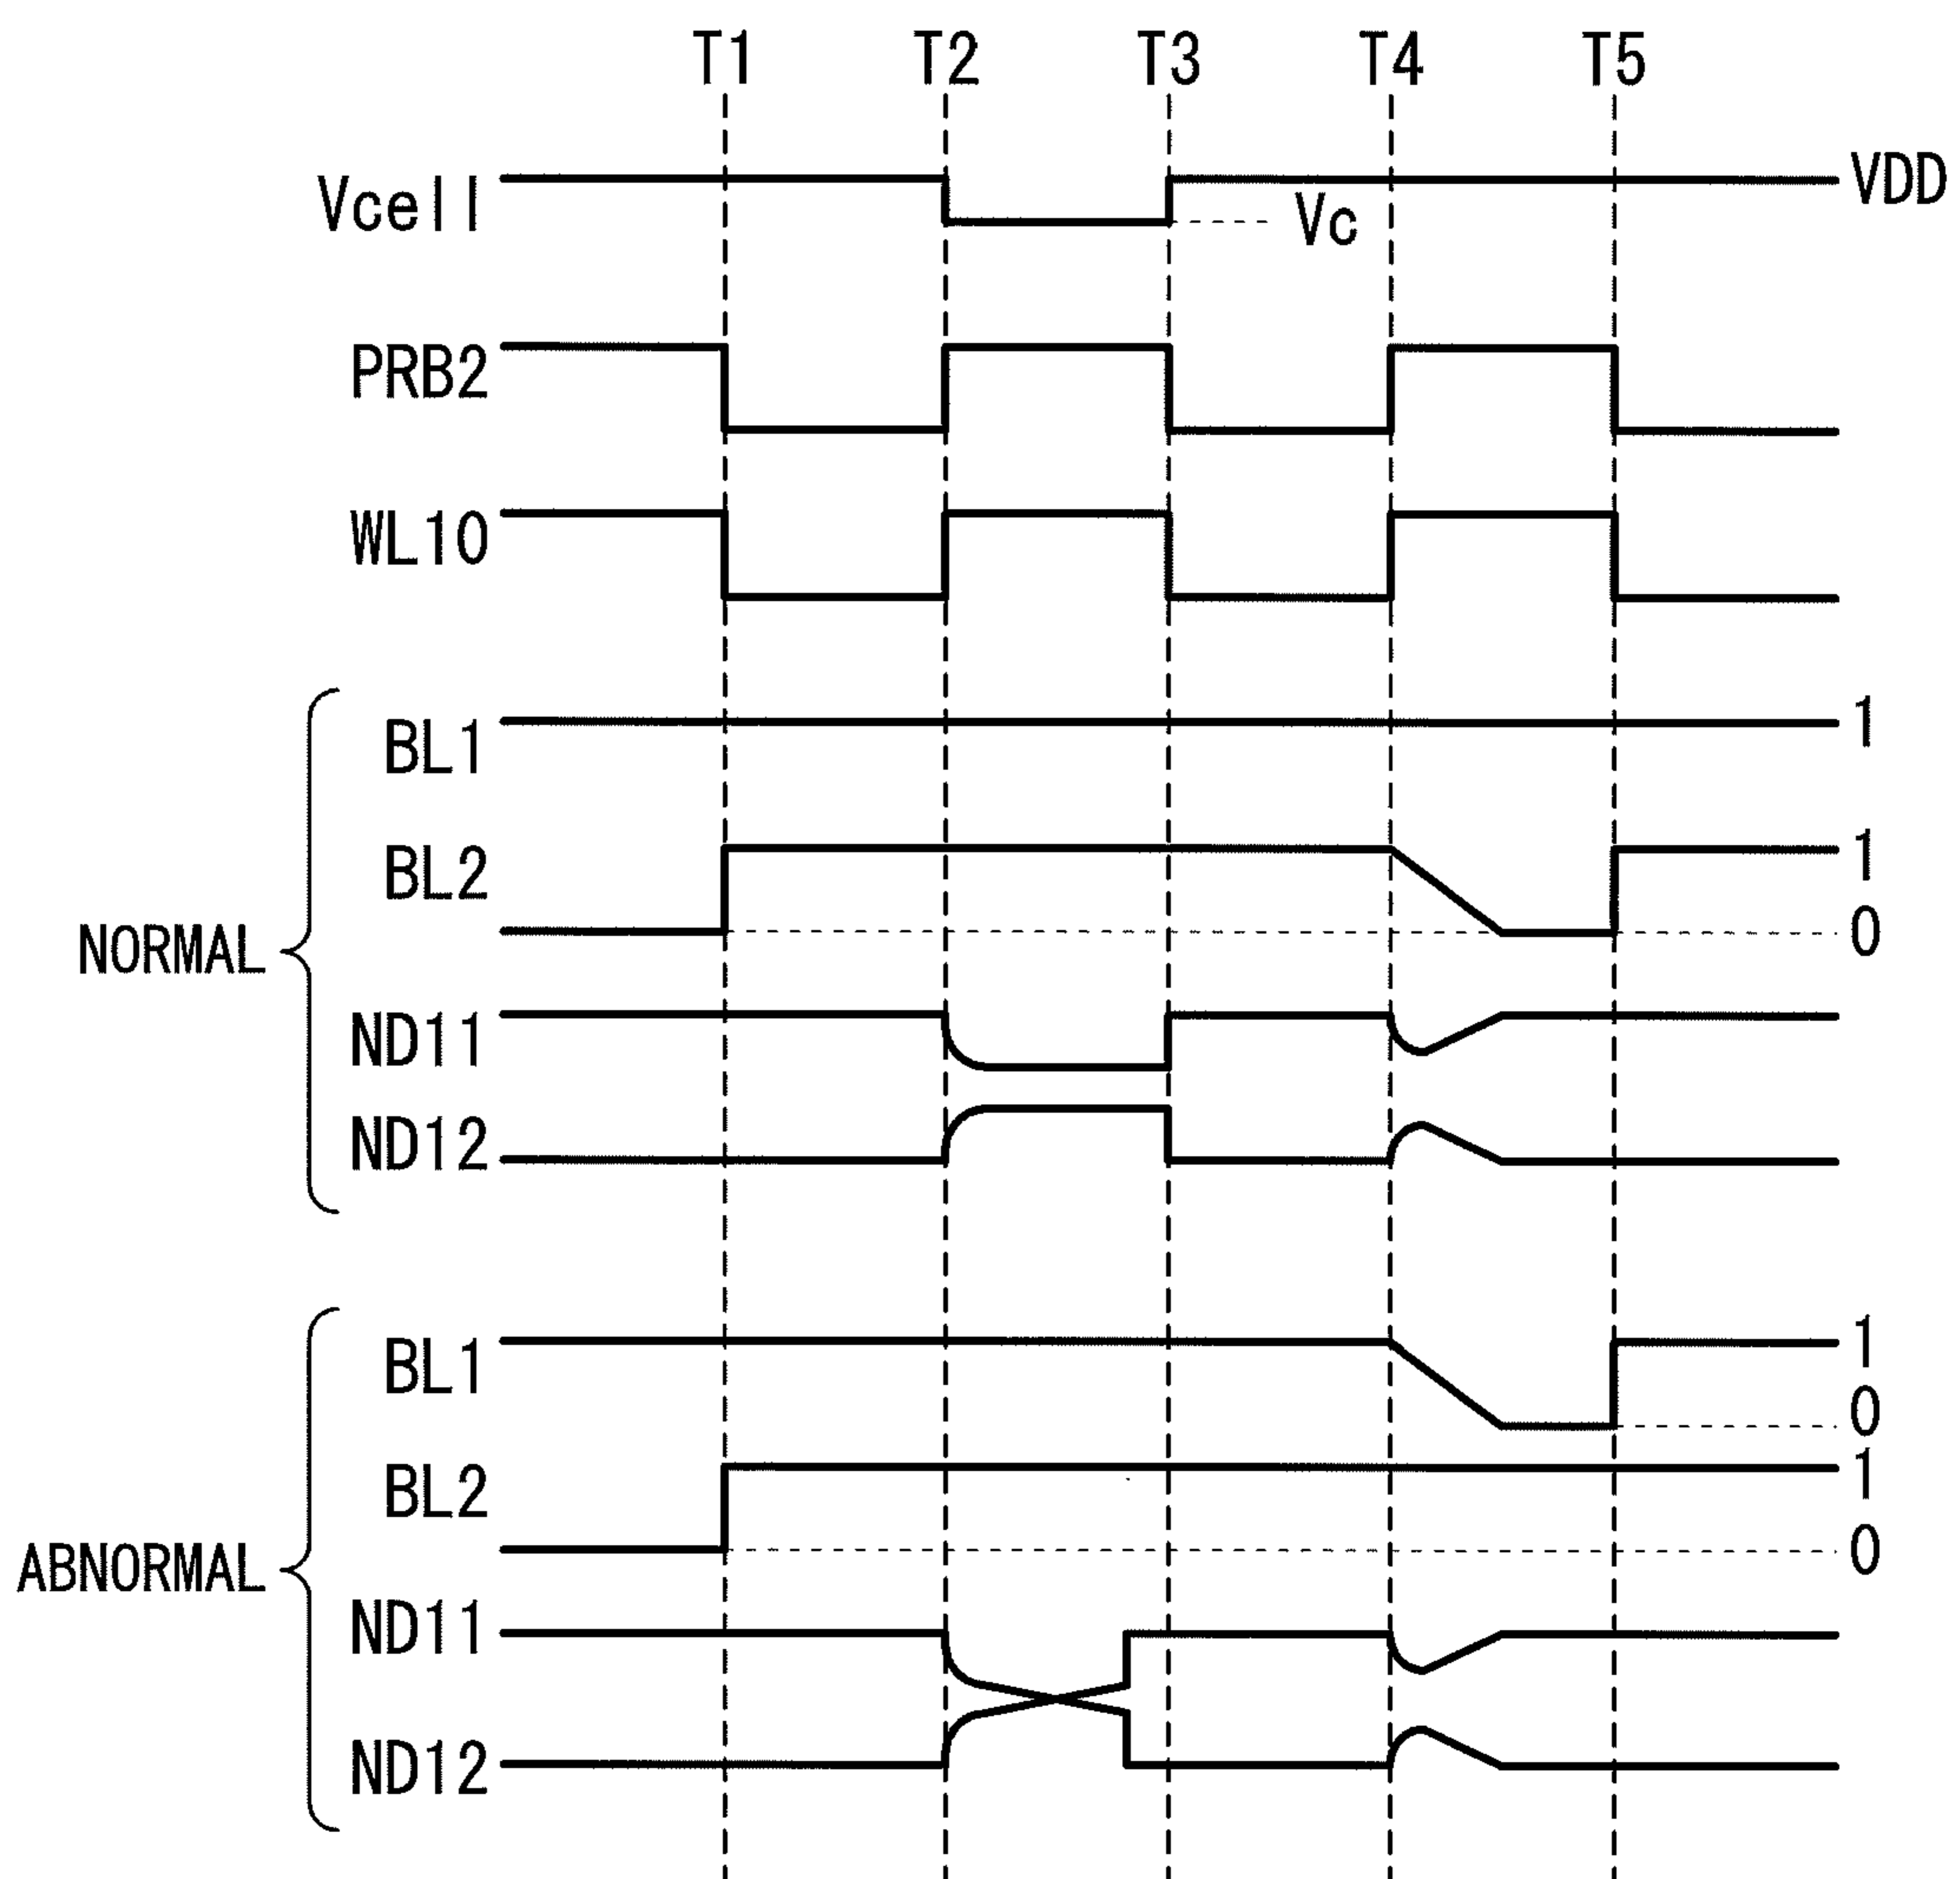 T1 T2 T3 T4 T5
Vcell VDD
Vc
PRB2
WL10
NORMAL
BL1 1
BL2 1
0
ND11
ND12
ABNORMAL
BL1 1
0
BL2 1
0
ND11
ND12